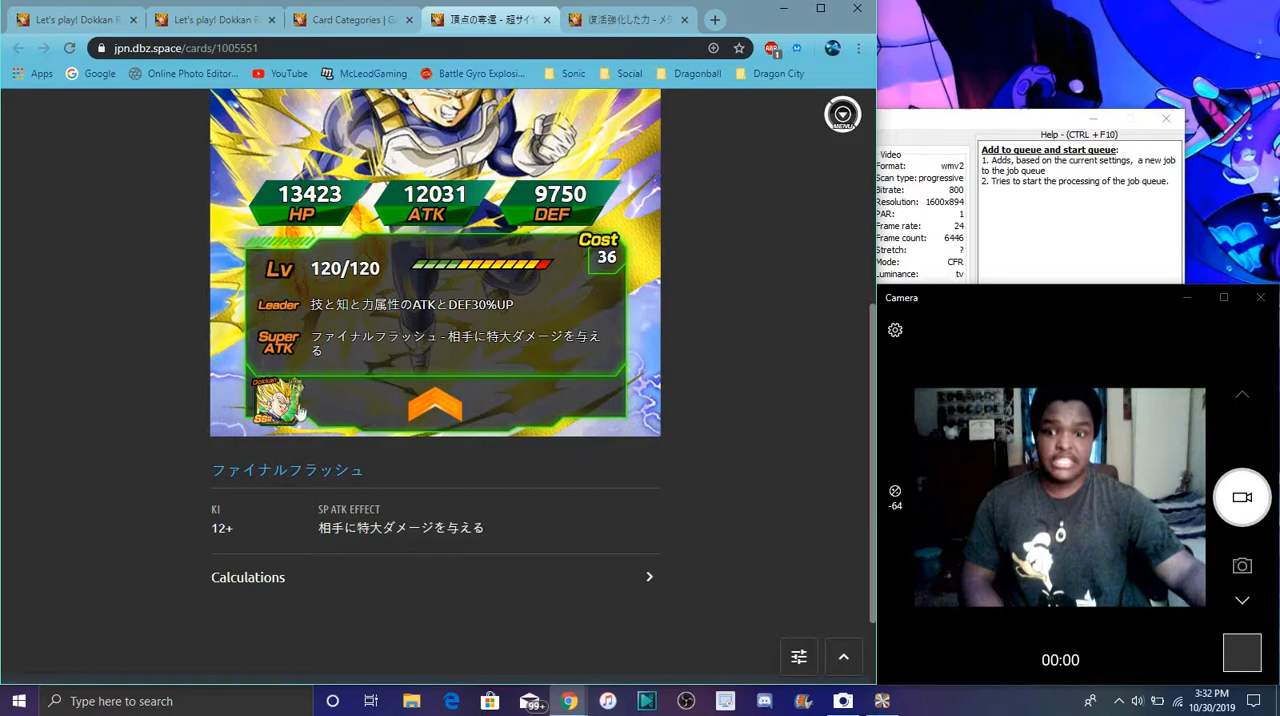 Let's play! Dokkan R
Let's play! Dokkan R
Card Categories | G
頂点の奪還 - 超サイヤ
復活強化した力 - メタ
jpn.dbz.space/cards/1005551
ABP
1
Apps
Google
Online Photo Editor...
YouTube
McLeodGaming
Battle Gyro Explosi...
Sonic
Social
Dragonball
Dragon City
MENU
13423
HP
12031
ATK
9750
DEF
Cost
36
Lv 120/120
Leader 技と知と力属性のATKとDEF30%UP
Super ATK ファイナルフラッシュ - 相手に特大ダメージを与え
る
Dokkan
SSR
ファイナルフラッシュ
KI
SP ATK EFFECT
12+
相手に特大ダメージを与える
Calculations
Video
Format: wmv2
Scan type: progressive
Bitrate: 800
Resolution: 1600x894
PAR: 1
Frame rate: 24
Frame count: 6446
Stretch: ?
Mode: CFR
Luminance: tv
Help - (CTRL + F10)
Add to queue and start queue:
1. Adds, based on the current settings, a new job
to the job queue
2. Tries to start the processing of the job queue.
Camera
-64
00:00
Type here to search
99+
3:32 PM
10/30/2019